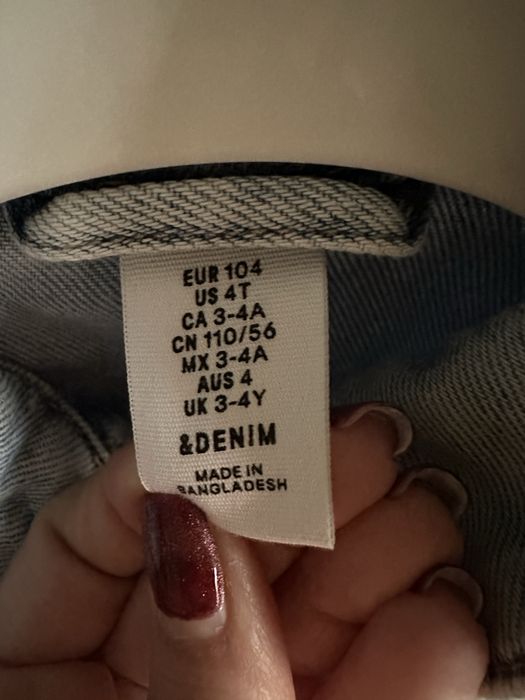 EUR 104
US 4T
CA 3-4A
CN 110/56
MX 3-4A
AUS 4
UK 3-4Y
&DENIM
MADE IN
BANGLADESH